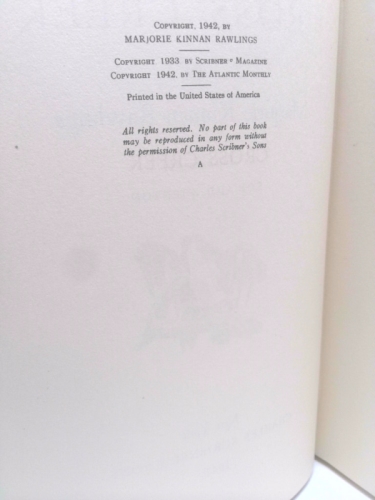 COPYRIGHT, 1942, BY
MARJORIE KINNAN RAWLINGS
COPYRIGHT 1933 BY SCRIBNER'S MAGAZINE
COPYRIGHT 1942, BY THE ATLANTIC MONTHLY
Printed in the United States of America
All rights reserved. No part of this book
may be reproduced in any form without
the permission of Charles Scribner's Sons
A